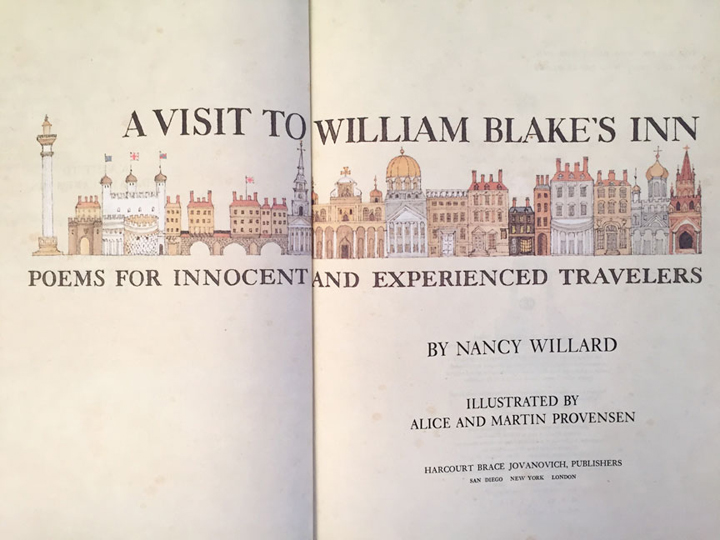 A VISIT TO WILLIAM BLAKE'S INN
POEMS FOR INNOCENT AND EXPERIENCED TRAVELERS
BY NANCY WILLARD
ILLUSTRATED BY
ALICE AND MARTIN PROVENSEN
HARCOURT BRACE JOVANOVICH, PUBLISHERS
SAN DIEGO NEW YORK LONDON